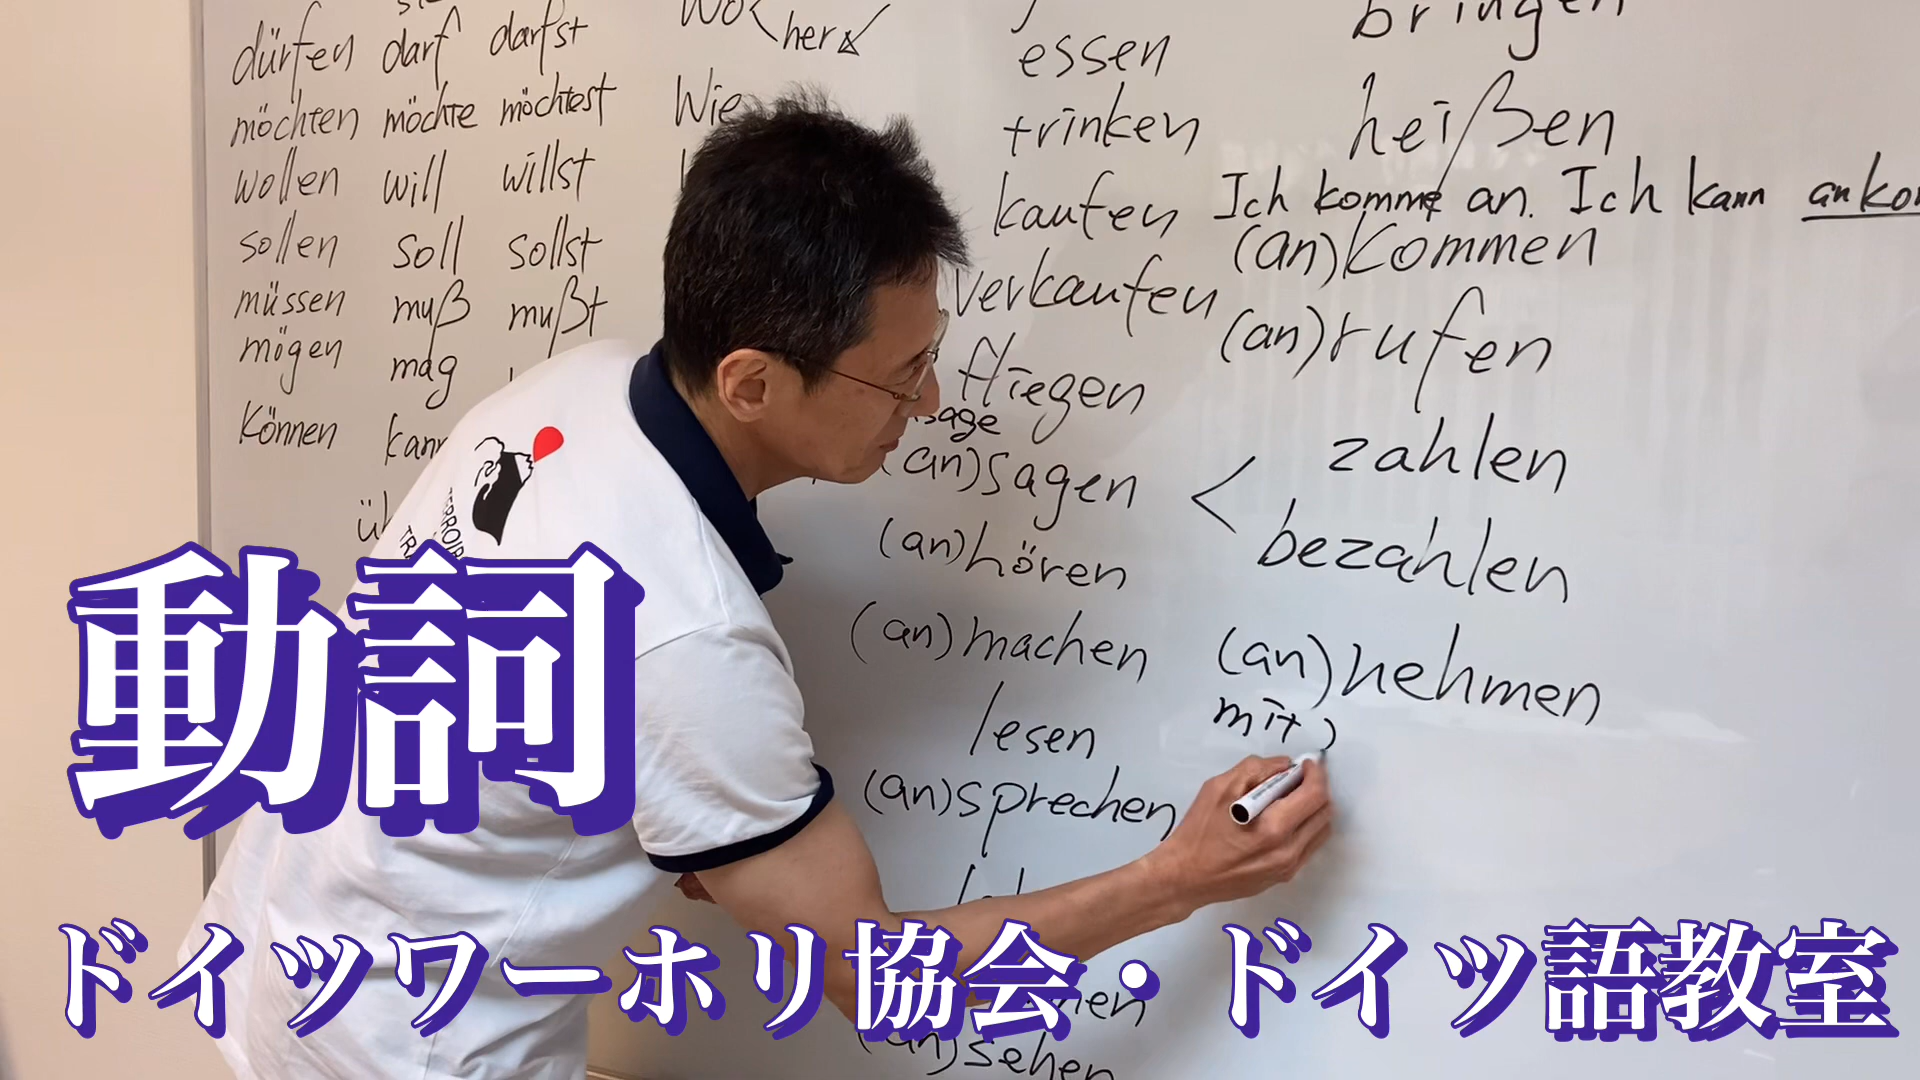 dürfen darf darfst
möchten möchte möchtest
wollen will willst
sollen soll sollst
müssen muß mußt
mögen mag
können kann
wo
her
Wie
essen
trinken
kaufen
verkaufen
fliegen
sage
(an)sagen
(an)hören
(an)machen
lesen
(an)sprechen
(an)sehen
bringen
heißen
Ich komme an. Ich kann
(an)kommen
(an)rufen
zahlen
bezahlen
(an)nehmen
mit)
動詞
ドイツワーホリ協会・ドイツ語教室